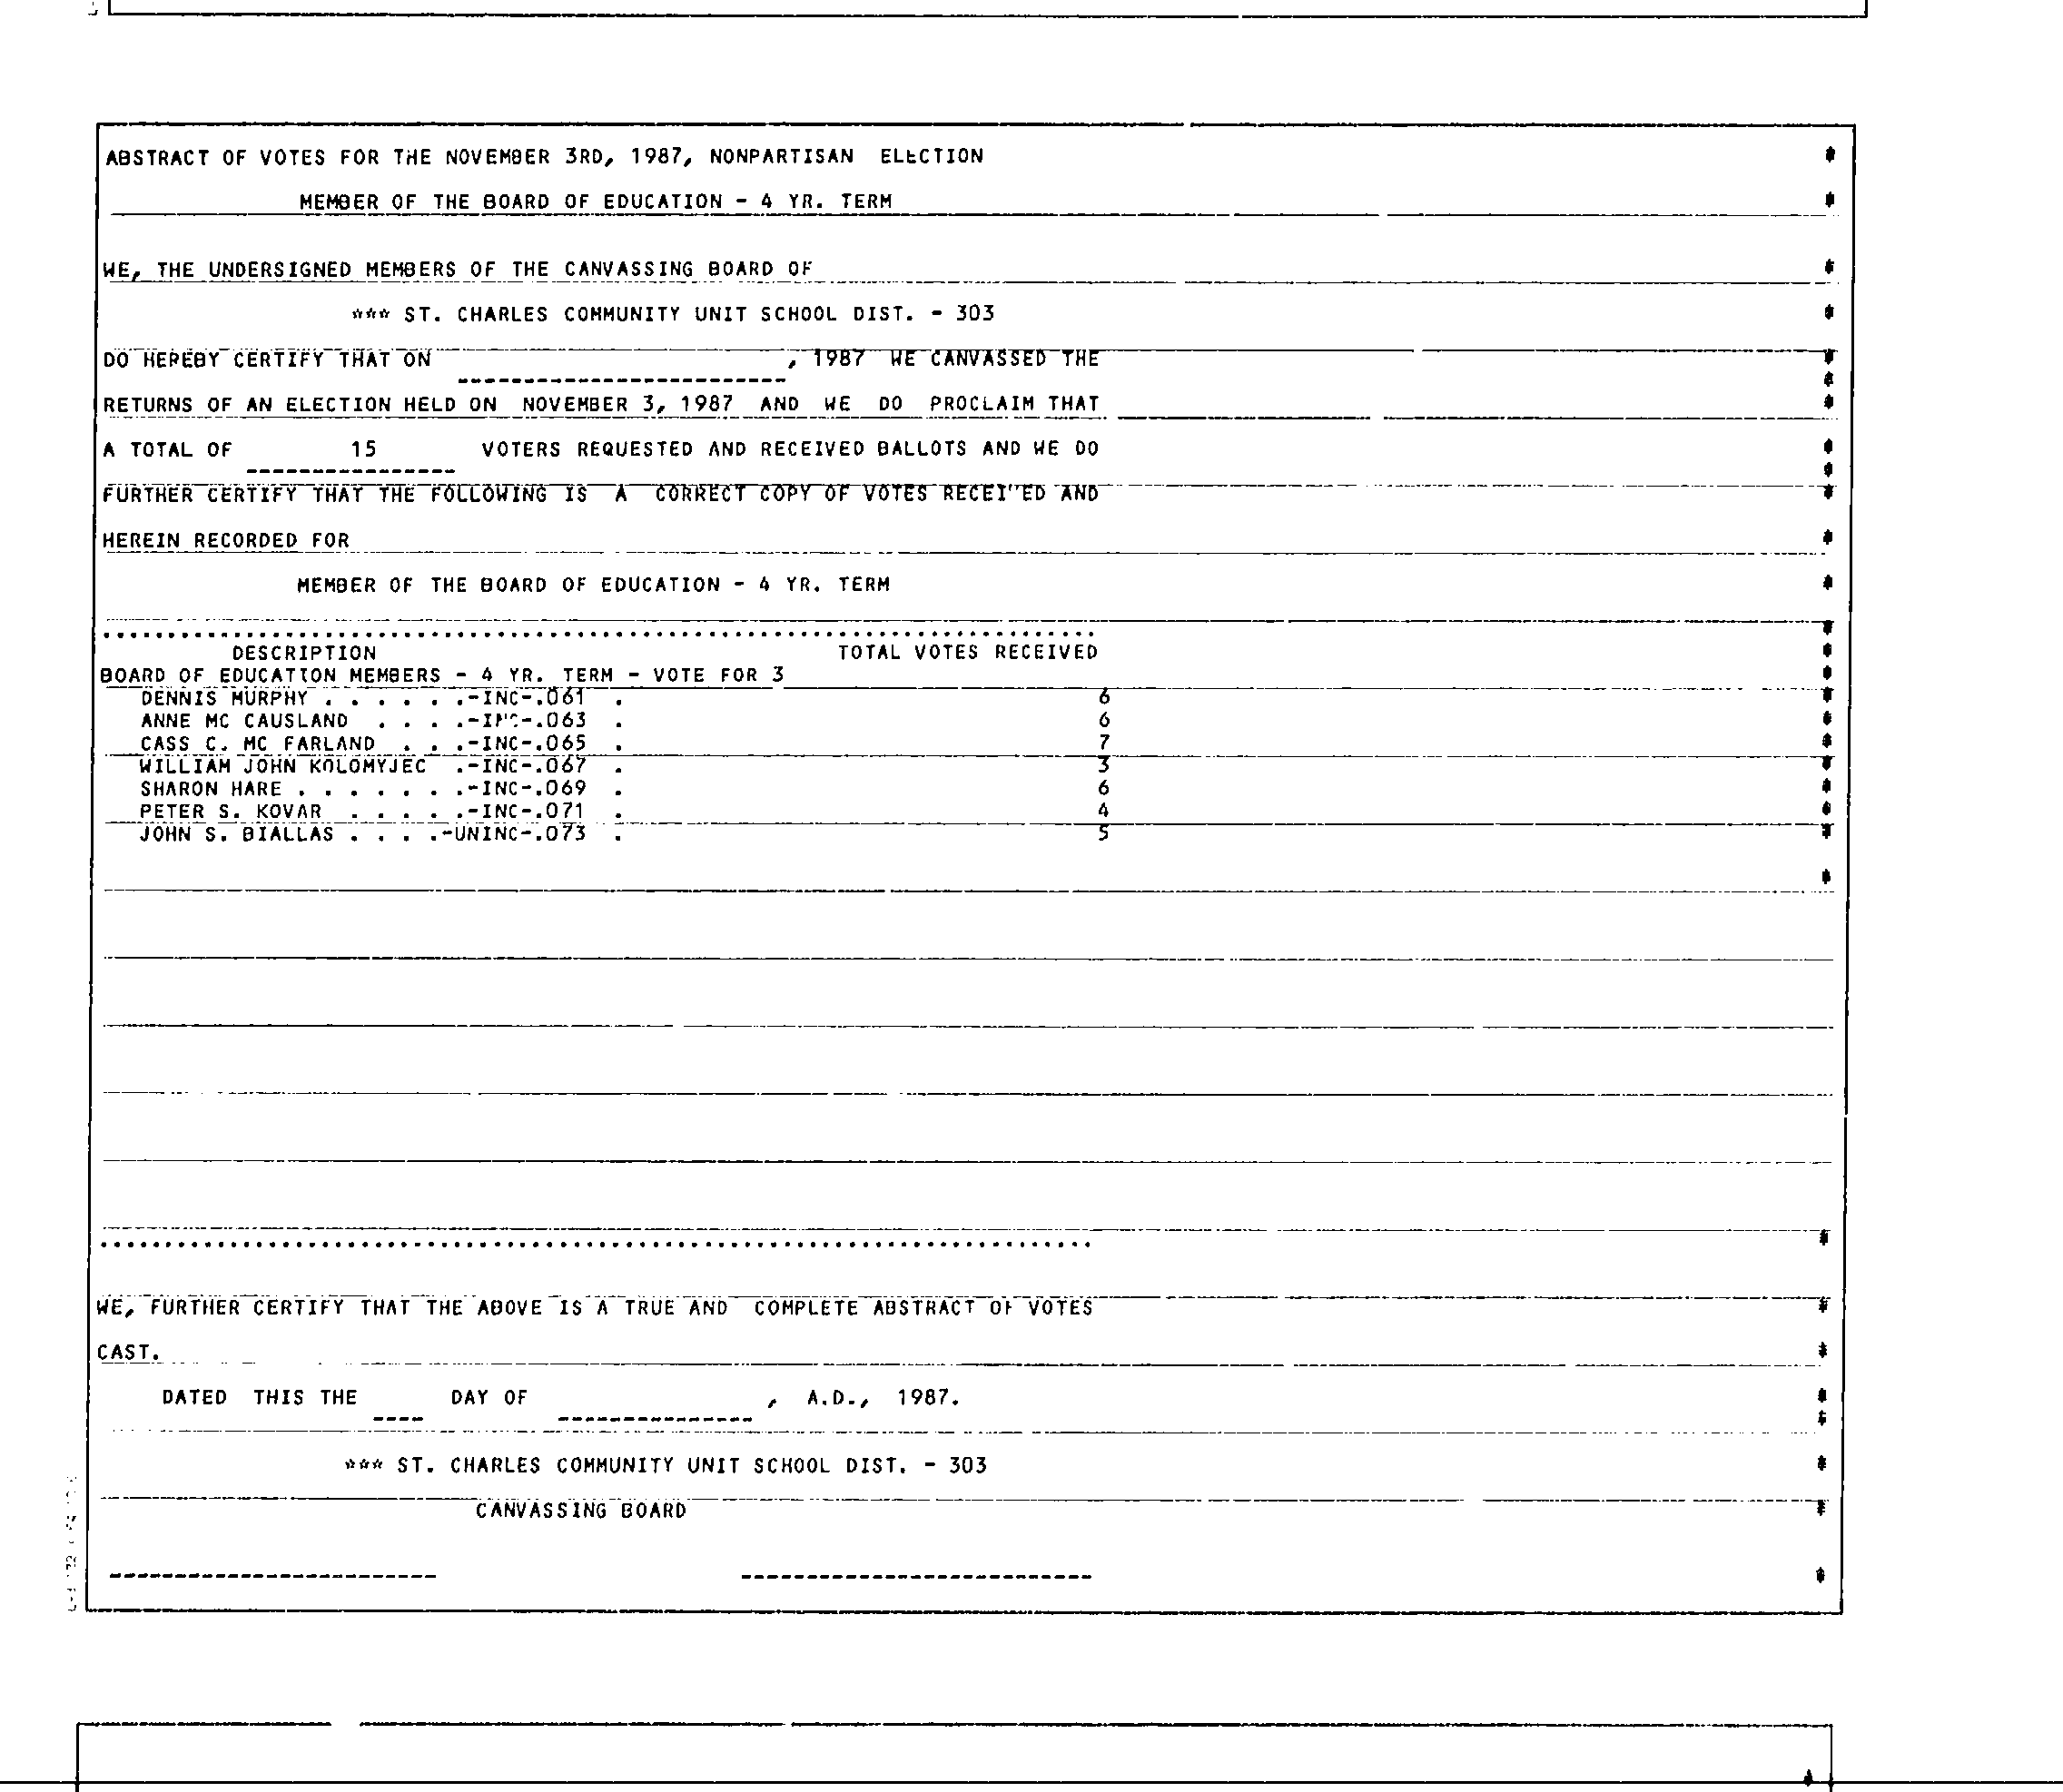 ABSTRACT OF VOTES FOR THE NOVEMBER 3RD, 1987, NONPARTISAN ELECTION #
MEMBER OF THE BOARD OF EDUCATION - 4 YR. TERM #
WE, THE UNDERSIGNED MEMBERS OF THE CANVASSING BOARD OF #
*** ST. CHARLES COMMUNITY UNIT SCHOOL DIST. - 303 #
DO HEREBY CERTIFY THAT ON , 1987 WE CANVASSED THE #
------------------------- #
RETURNS OF AN ELECTION HELD ON NOVEMBER 3, 1987 AND WE DO PROCLAIM THAT #
A TOTAL OF 15 VOTERS REQUESTED AND RECEIVED BALLOTS AND WE DO #
---------------- #
FURTHER CERTIFY THAT THE FOLLOWING IS A CORRECT COPY OF VOTES RECEIVED AND #
HEREIN RECORDED FOR #
MEMBER OF THE BOARD OF EDUCATION - 4 YR. TERM #
............................................................................ #
DESCRIPTION TOTAL VOTES RECEIVED #
BOARD OF EDUCATION MEMBERS - 4 YR. TERM - VOTE FOR 3 #
DENNIS MURPHY . . . . . .-INC-.061 . 6 #
ANNE MC CAUSLAND . . . .-INC-.063 . 6 #
CASS C. MC FARLAND . . .-INC-.065 . 7 #
WILLIAM JOHN KOLOMYJEC .-INC-.067 . 3 #
SHARON HARE . . . . . . .-INC-.069 . 6 #
PETER S. KOVAR . . . . .-INC-.071 . 4 #
JOHN S. BIALLAS . . . .-UNINC-.073 . 5 #
#
............................................................................ #
WE, FURTHER CERTIFY THAT THE ABOVE IS A TRUE AND COMPLETE ABSTRACT OF VOTES #
CAST. #
DATED THIS THE DAY OF , A.D., 1987. #
---- --------------- #
*** ST. CHARLES COMMUNITY UNIT SCHOOL DIST. - 303 #
CANVASSING BOARD #
------------------------- --------------------------- #